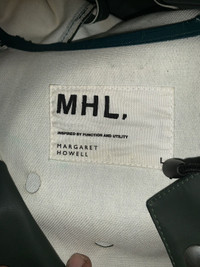 MHL,
INSPIRED BY FUNCTION AND UTILITY
MARGARET
HOWELL
L